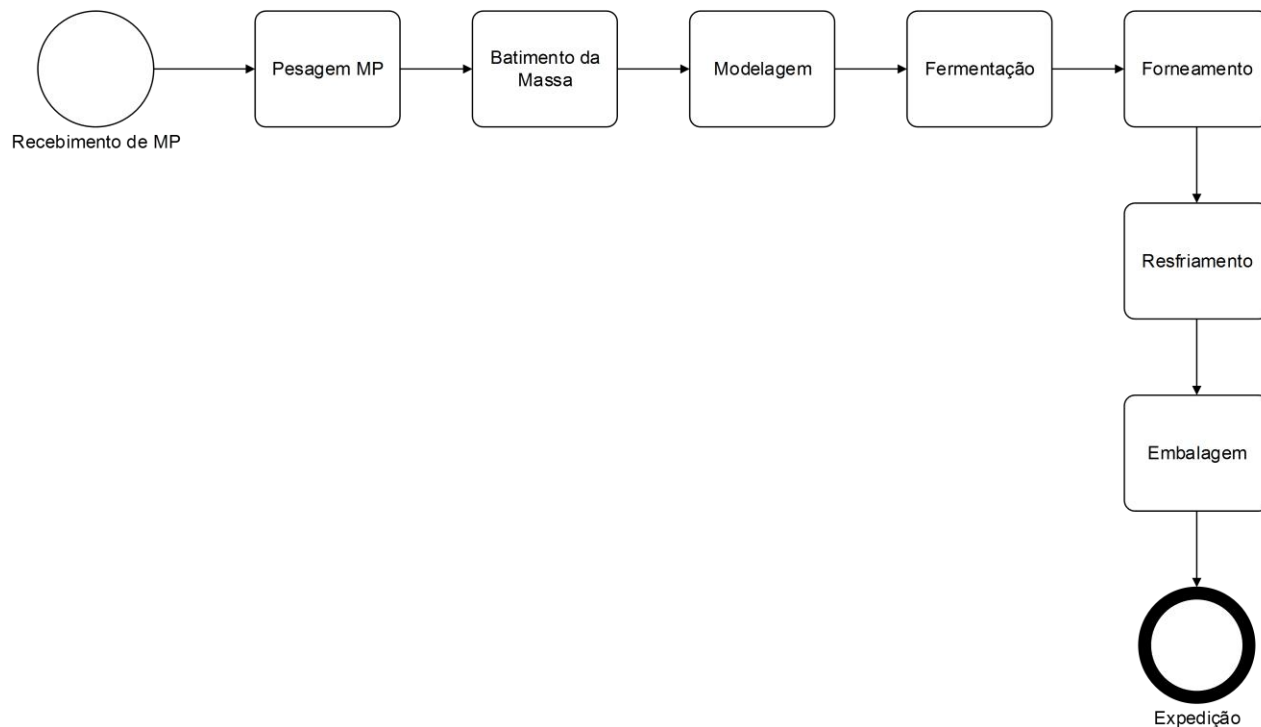 Recebimento de MP
Pesagem MP
Batimento da
Massa
Modelagem
Fermentação
Forneamento
Resfriamento
Embalagem
Expedição